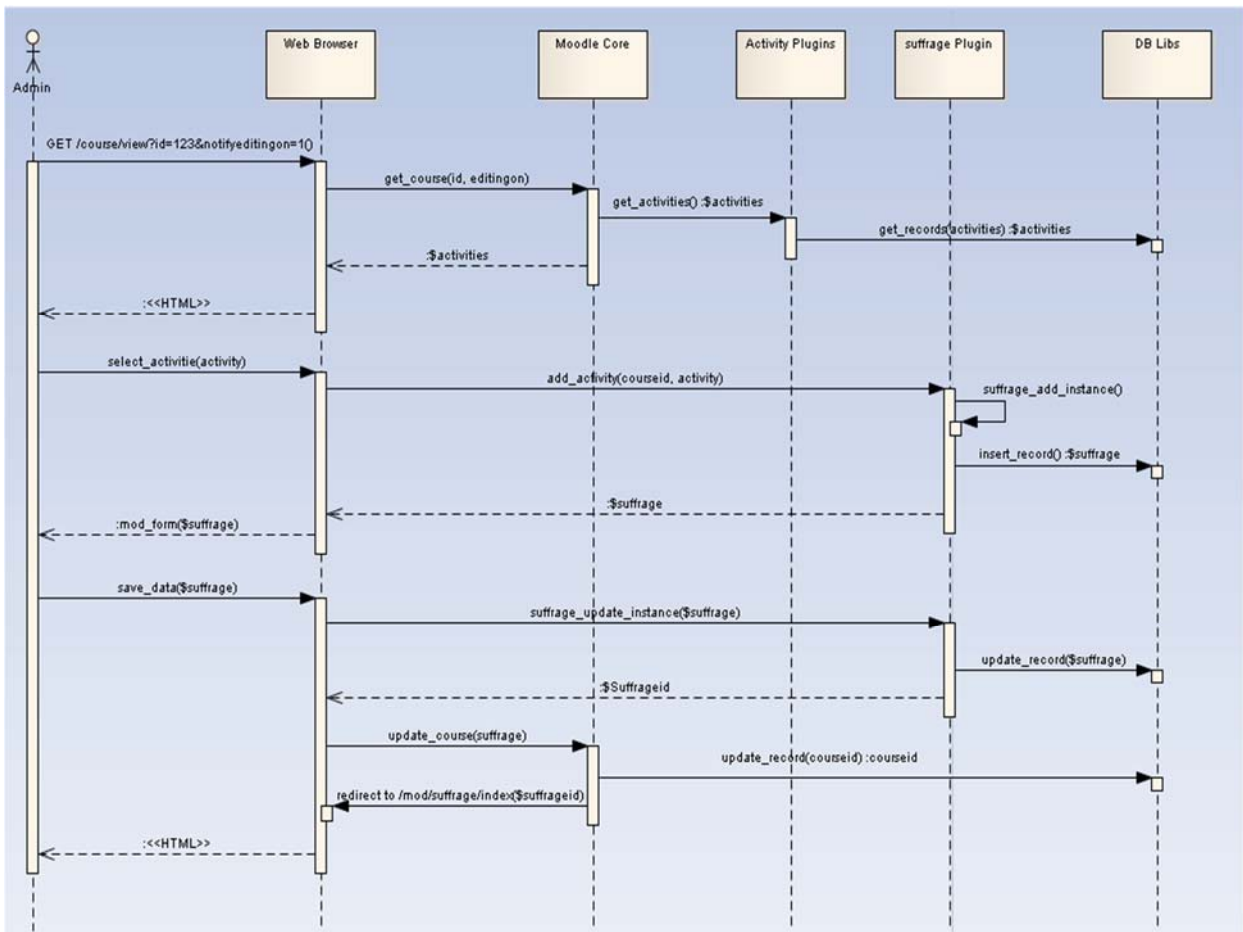 Admin
Web Browser
Moodle Core
Activity Plugins
suffrage Plugin
DB Libs
GET /course/view?id=123&notifyeditingon=1()
get_course(id, editingon)
get_activities() :$activities
get_records(activities) :$activities
:$activities
:<<HTML>>
select_activitie(activity)
add_activity(courseid, activity)
suffrage_add_instance()
insert_record() :$suffrage
:$suffrage
:mod_form($suffrage)
save_data($suffrage)
suffrage_update_instance($suffrage)
update_record($suffrage)
:$Suffrageid
update_course(suffrage)
update_record(courseid) :courseid
redirect to /mod/suffrage/index($suffrageid)
:<<HTML>>